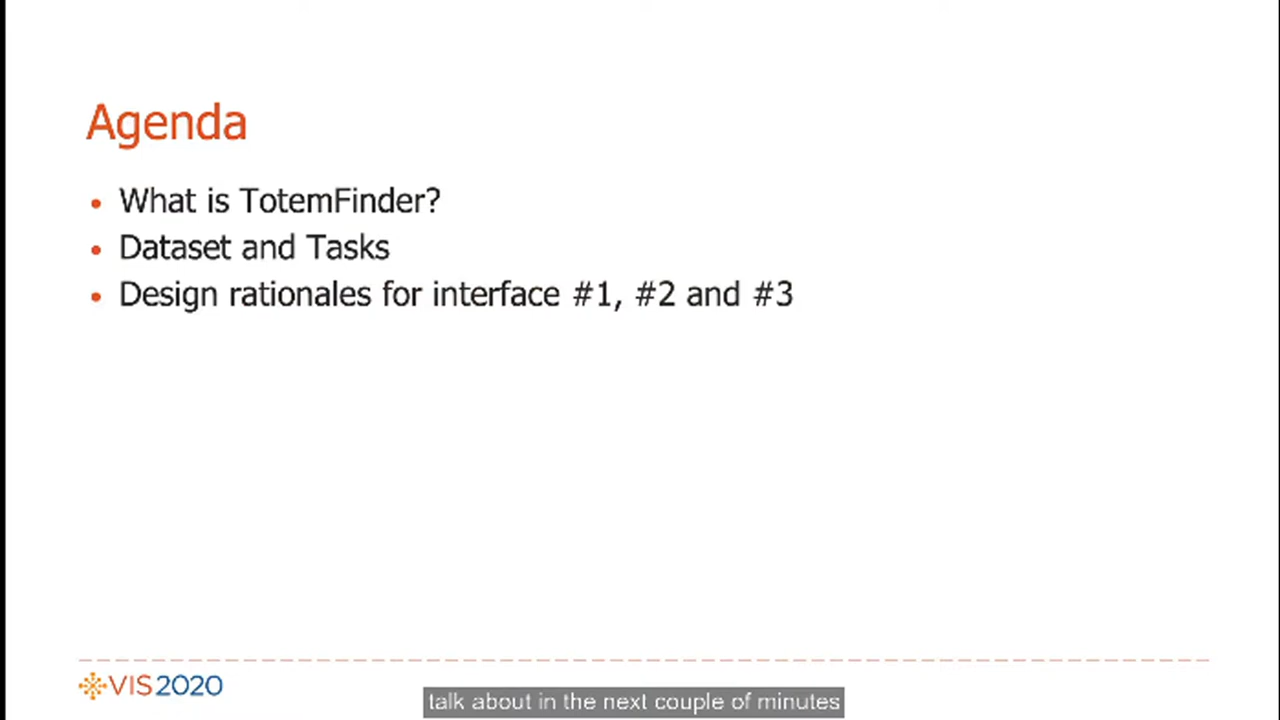 Agenda
• What is TotemFinder?
• Dataset and Tasks
• Design rationales for interface #1, #2 and #3
VIS2020
talk about in the next couple of minutes